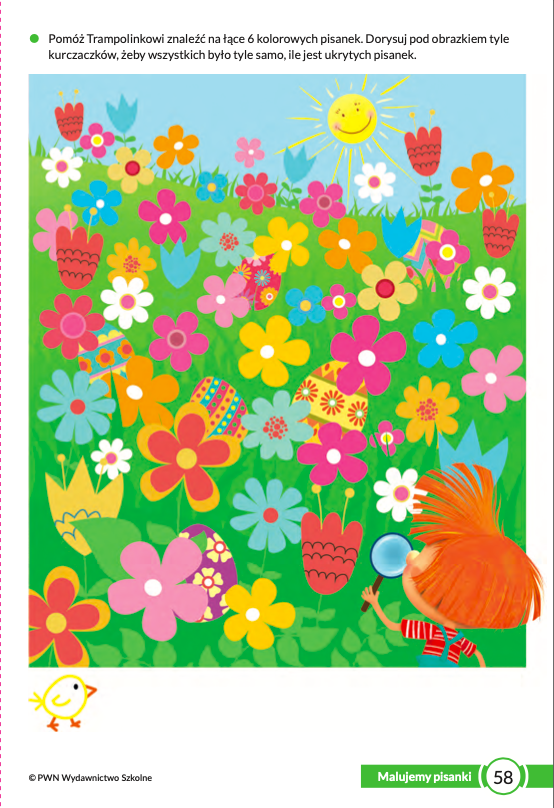 Pomóż Trampolinkowi znaleźć na łące 6 kolorowych pisanek. Dorysuj pod obrazkiem tyle
kurczaczków, żeby wszystkich było tyle samo, ile jest ukrytych pisanek.
© PWN Wydawnictwo Szkolne
Malujemy pisanki 58